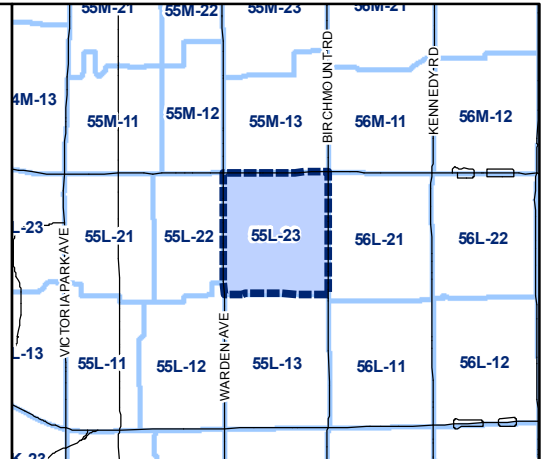 55M-21 55M-22 55M-23 56M-21
BIRCHMOUNT RD
KENNEDY RD
4M-13 55M-11 55M-12 55M-13 56M-11 56M-12
L-23 55L-21 55L-22 55L-23 56L-21 56L-22
VICTORIA PARK AVE
WARDEN AVE
L-13 55L-11 55L-12 55L-13 56L-11 56L-12
K-23